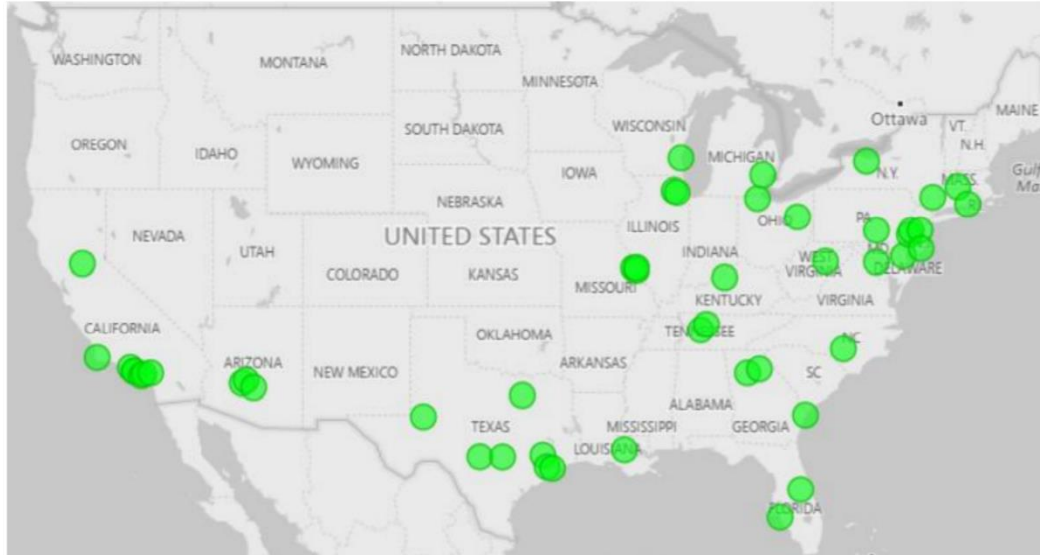 WASHINGTON
MONTANA
NORTH DAKOTA
MINNESOTA
SOUTH DAKOTA
WISCONSIN
MICHIGAN
Ottawa
VT.
MAINE
N.H.
OREGON
IDAHO
WYOMING
IOWA
N.Y.
MASS.
NEBRASKA
ILLINOIS
OHIO
PA
NEVADA
UTAH
UNITED STATES
INDIANA
WEST
VIRGINIA
MD
DELAWARE
COLORADO
KANSAS
MISSOURI
KENTUCKY
VIRGINIA
CALIFORNIA
OKLAHOMA
TENNESSEE
NC
ARIZONA
NEW MEXICO
ARKANSAS
SC
ALABAMA
TEXAS
MISSISSIPPI
GEORGIA
LOUISIANA
FLORIDA